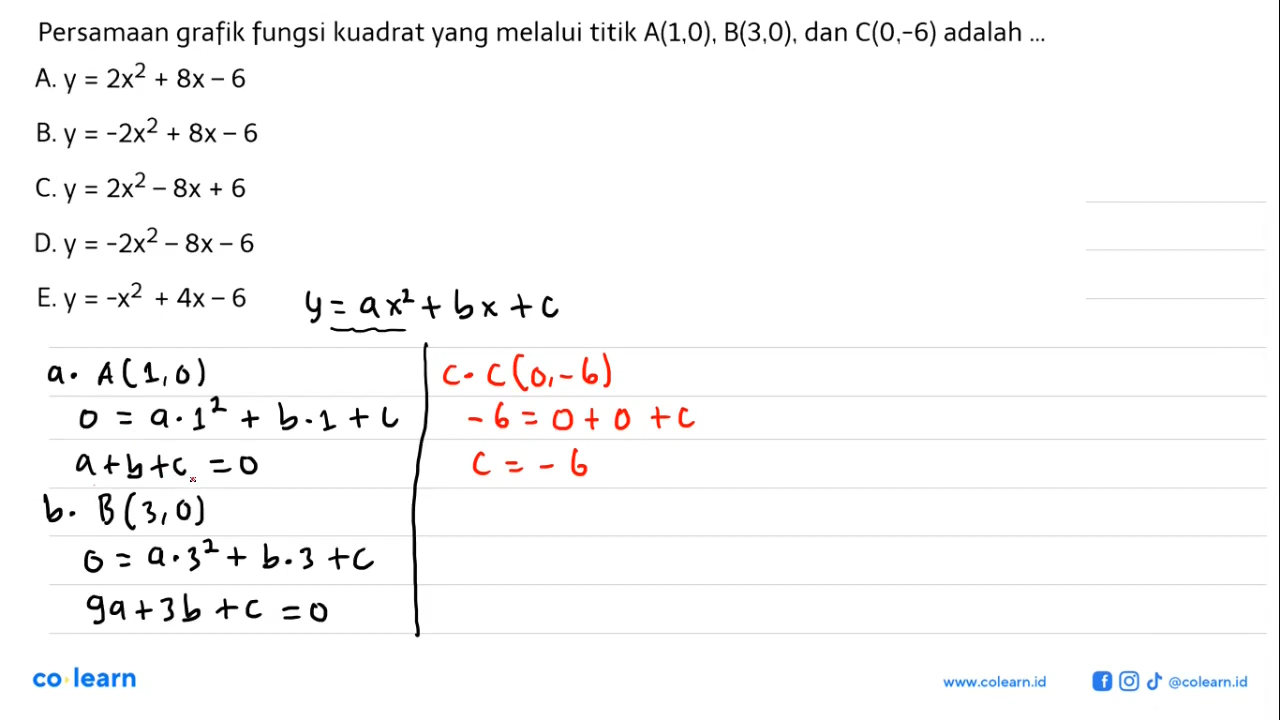 Persamaan grafik fungsi kuadrat yang melalui titik A(1,0), B(3,0), dan C(0,-6) adalah ...
A. y = 2x² + 8x – 6
B. y = -2x² + 8x – 6
C. y = 2x² – 8x + 6
D. y = -2x² – 8x – 6
E. y = -x² + 4x – 6
y = ax² + bx + c
a. A(1,0)
0 = a·1² + b·1 + c
a+b+c = 0
b. B(3,0)
0 = a·3² + b·3 + c
9a+3b+c = 0
c. C(0,-6)
-6 = 0 + 0 + c
c = -6
co·learn
www.colearn.id
@colearn.id